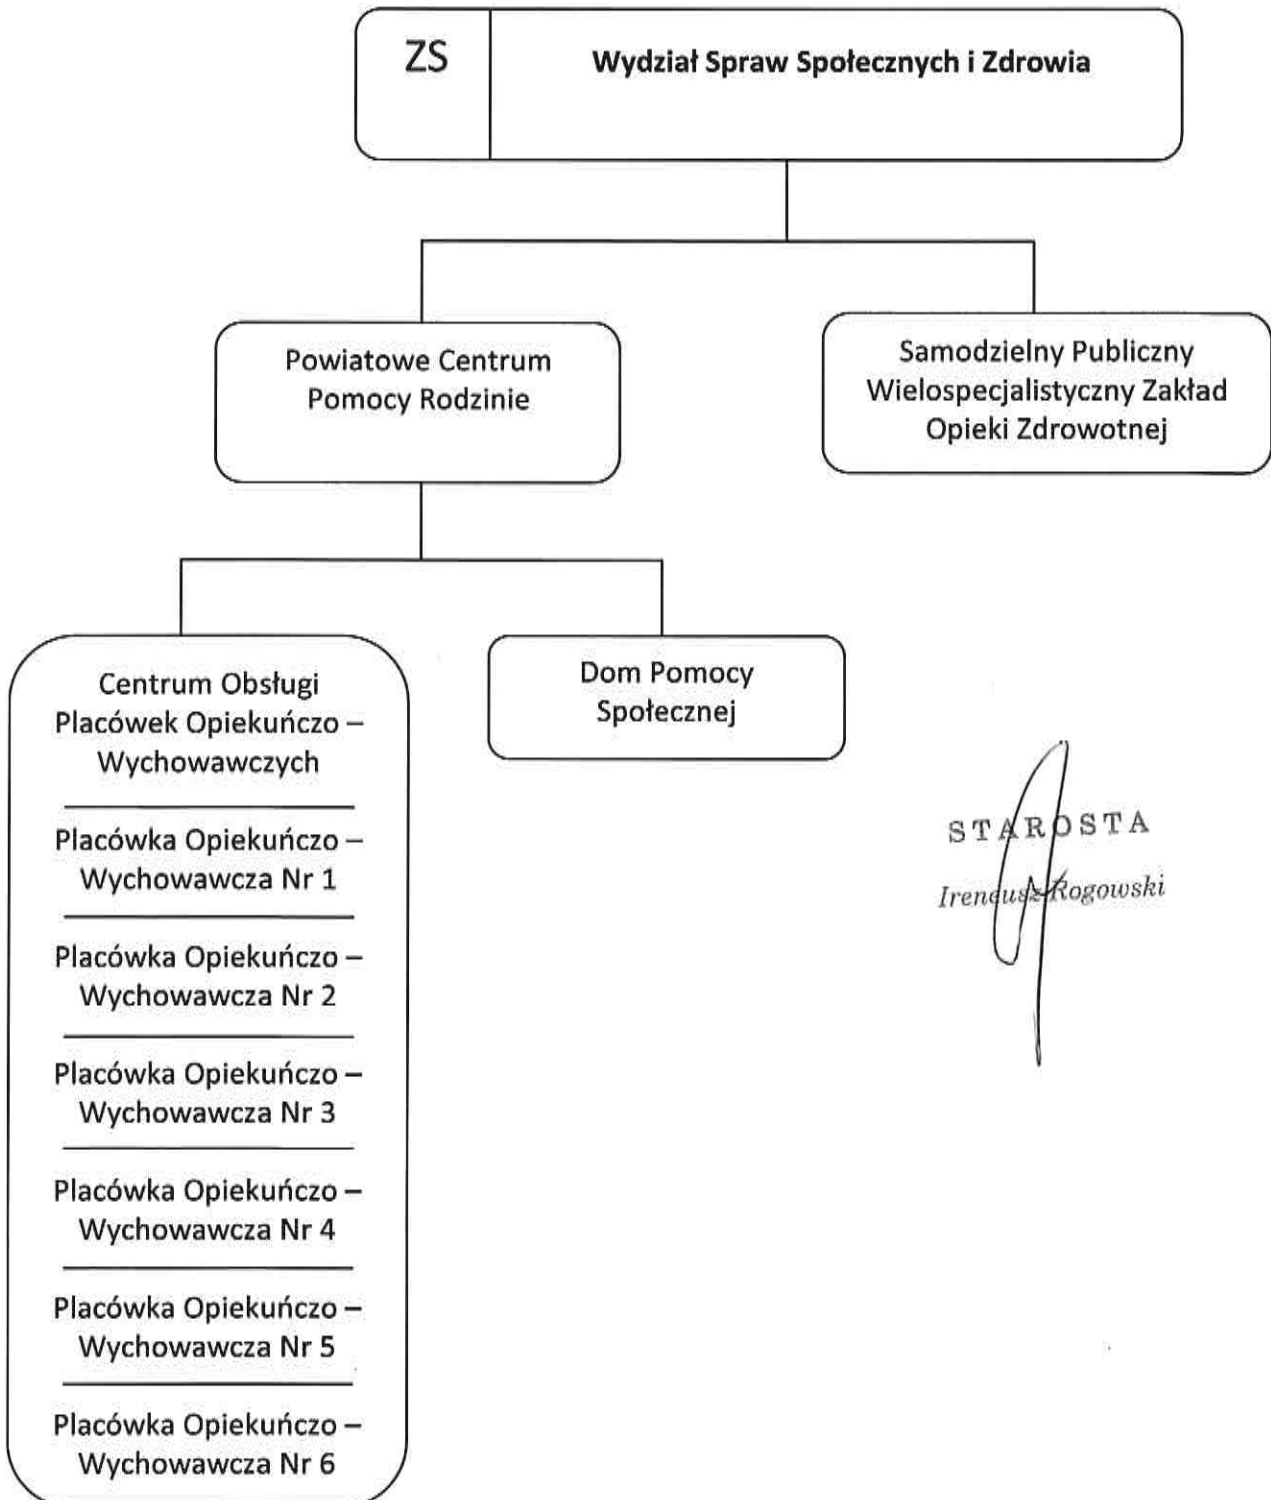 ZS
Wydział Spraw Społecznych i Zdrowia
Powiatowe Centrum
Pomocy Rodzinie
Samodzielny Publiczny
Wielospecjalistyczny Zakład
Opieki Zdrowotnej
Centrum Obsługi
Placówek Opiekuńczo –
Wychowawczych
Placówka Opiekuńczo –
Wychowawcza Nr 1
Placówka Opiekuńczo –
Wychowawcza Nr 2
Placówka Opiekuńczo –
Wychowawcza Nr 3
Placówka Opiekuńczo –
Wychowawcza Nr 4
Placówka Opiekuńczo –
Wychowawcza Nr 5
Placówka Opiekuńczo –
Wychowawcza Nr 6
Dom Pomocy
Społecznej
STAROSTA
Ireneusz Rogowski